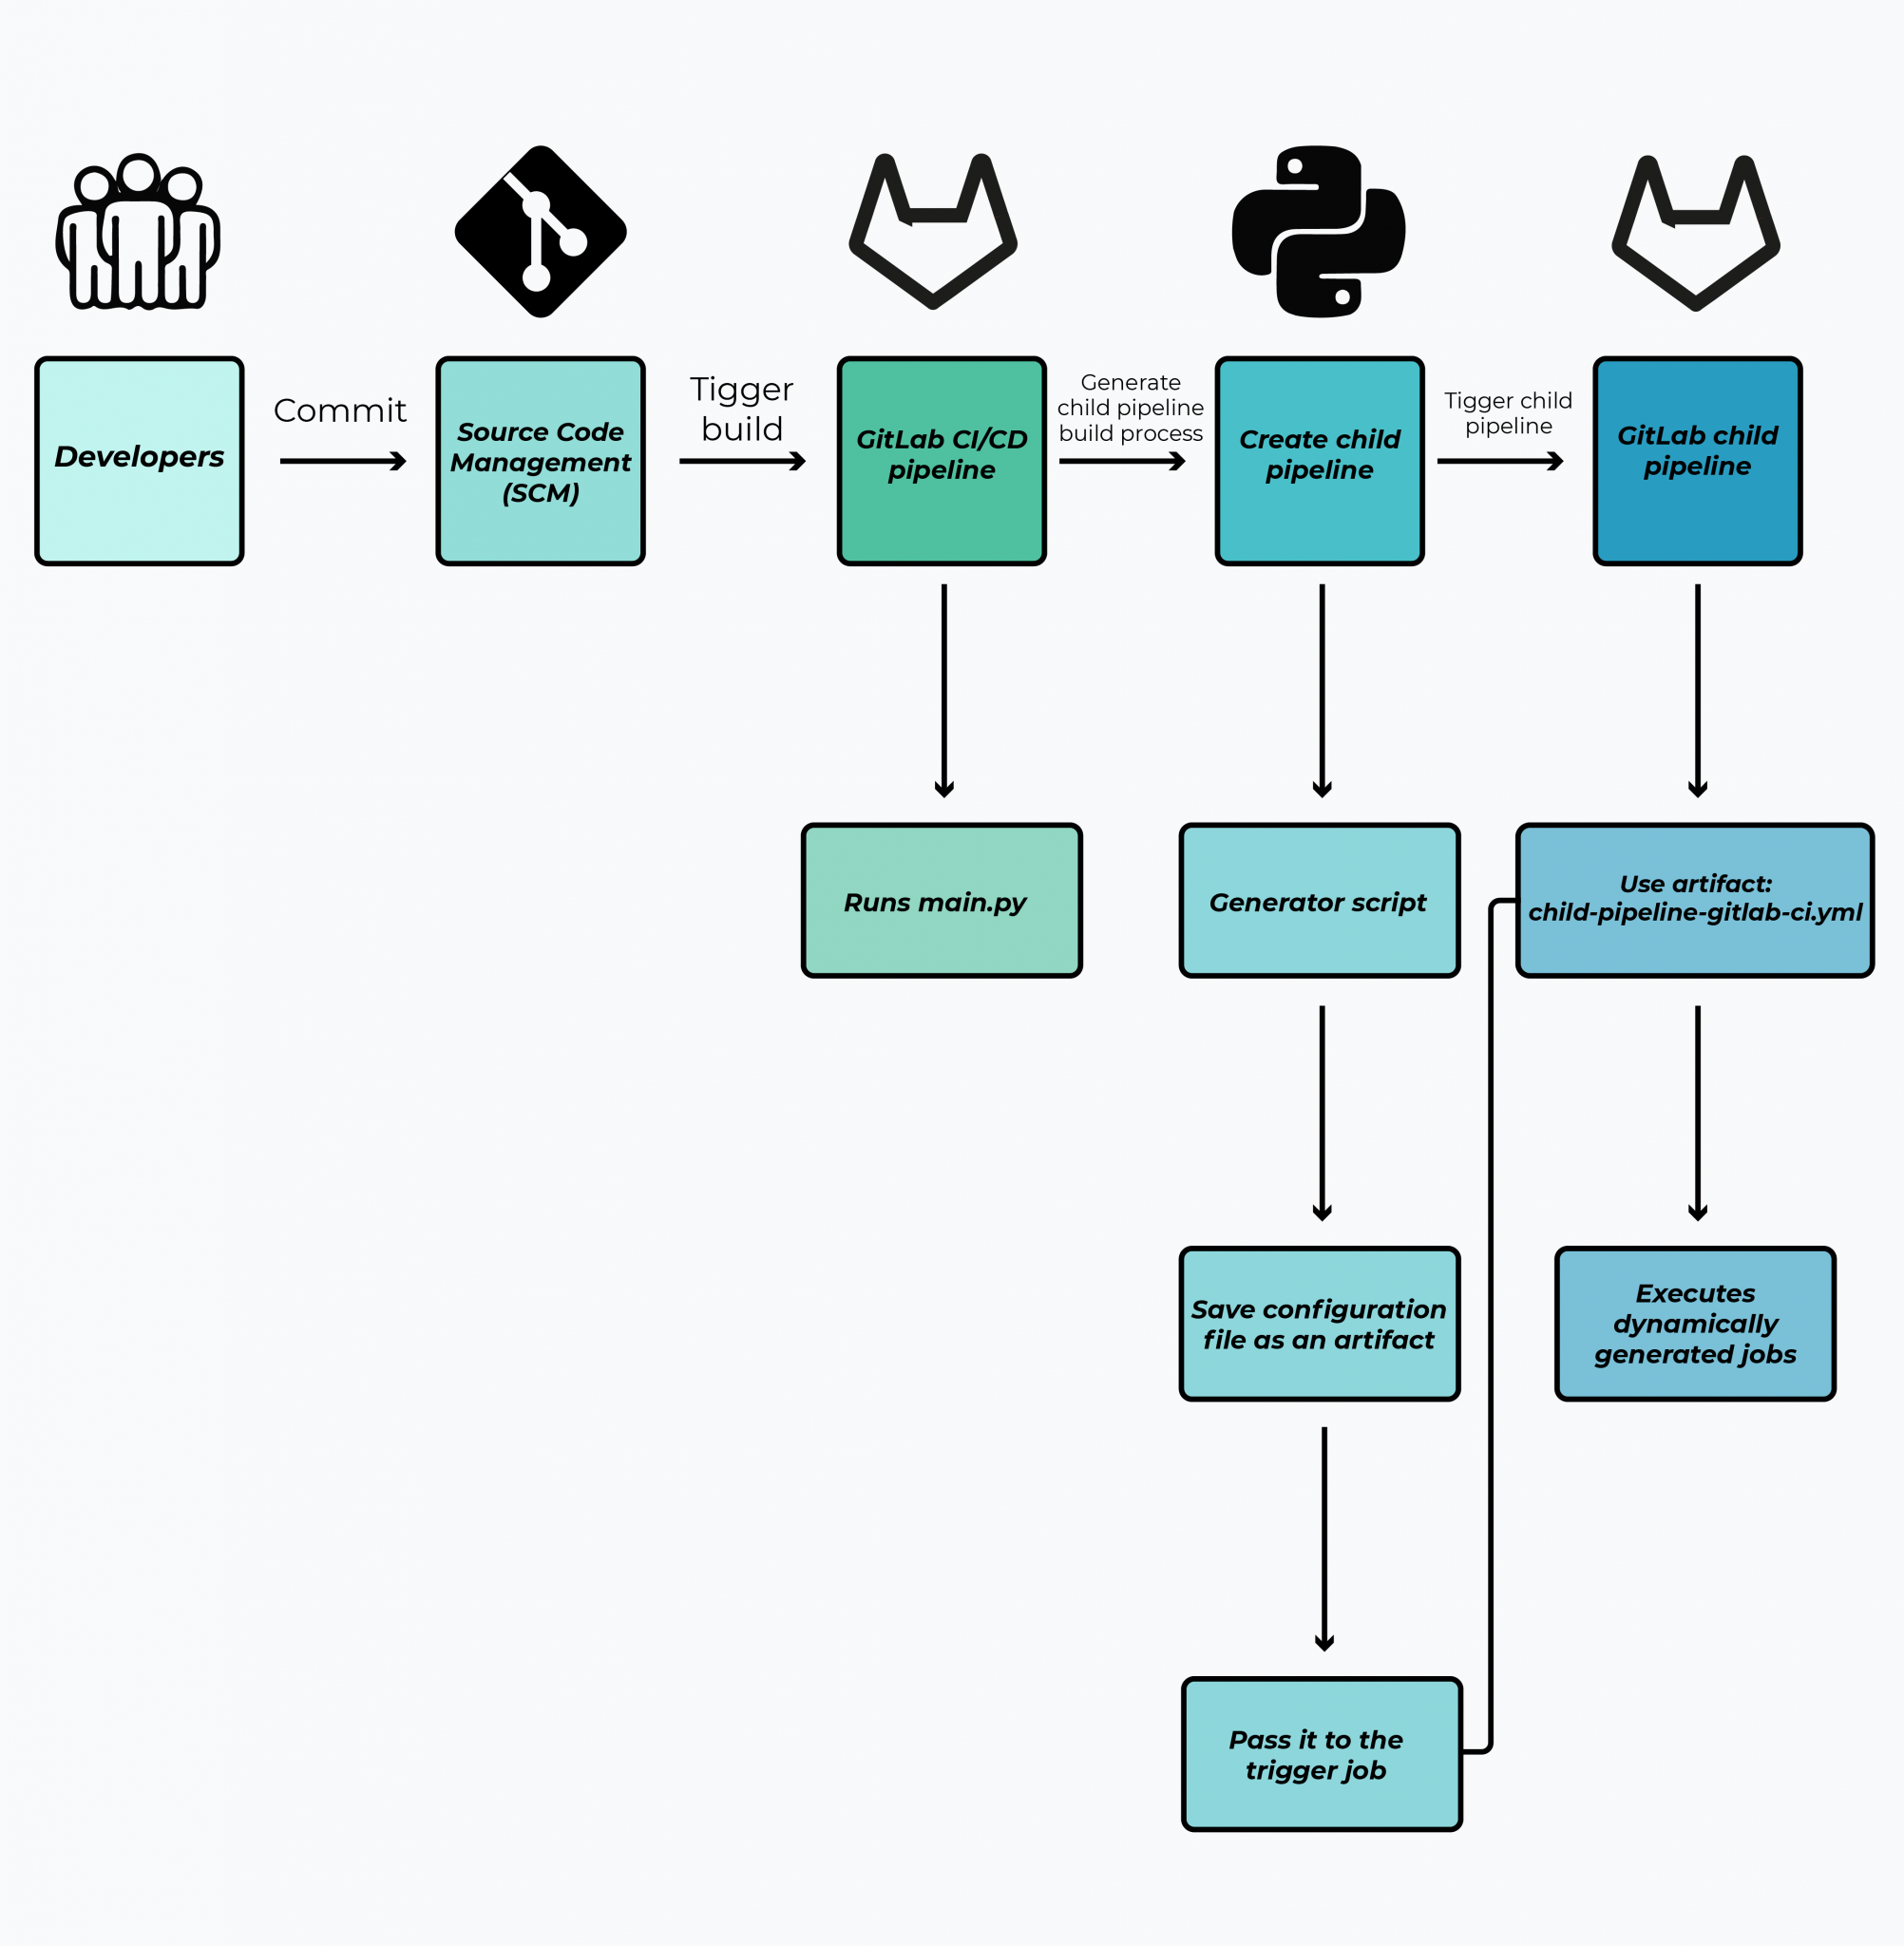 Developers
Commit
Source Code
Management
(SCM)
Tigger
build
GitLab CI/CD
pipeline
Generate
child pipeline
build process
Create child
pipeline
Tigger child
pipeline
GitLab child
pipeline
Runs main.py
Generator script
Use artifact:
child-pipeline-gitlab-ci.yml
Save configuration
file as an artifact
Executes
dynamically
generated jobs
Pass it to the
trigger job